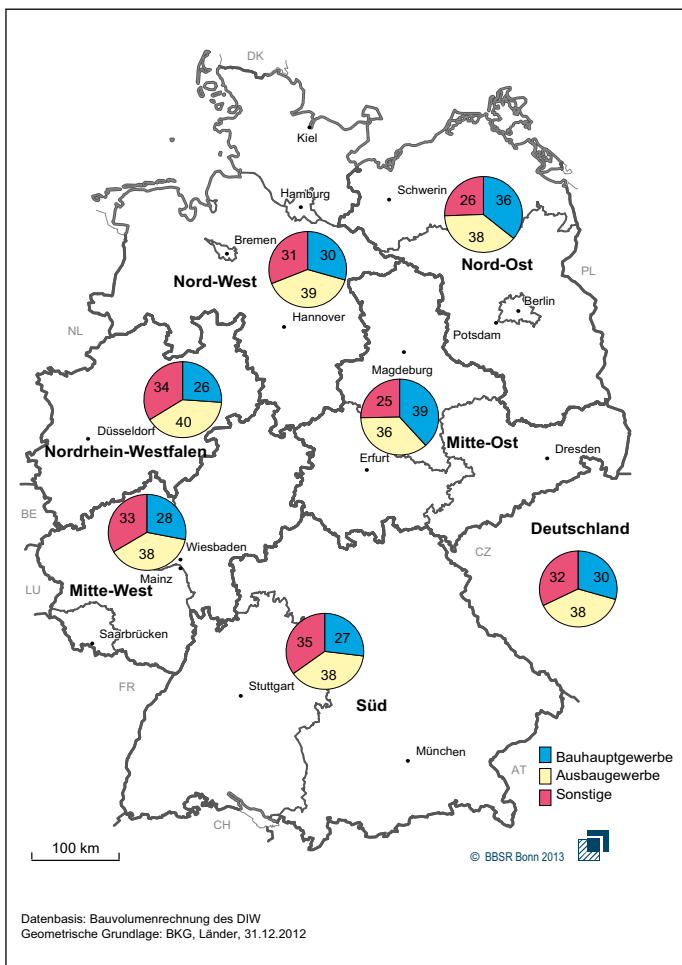 DK
Kiel
Hamburg
Schwerin
26
36
38
Nord-Ost
Bremen
Nord-West
31
30
39
PL
Berlin
Potsdam
Hannover
NL
Magdeburg
34
26
40
Düsseldorf
Nordrhein-Westfalen
25
39
36
Mitte-Ost
Erfurt
Dresden
BE
33
28
38
Wiesbaden
Mainz
Mitte-West
LU
Saarbrücken
CZ
Deutschland
32
30
38
35
27
38
FR
Stuttgart
Süd
München
AT
CH
Bauhauptgewerbe
Ausbaugewerbe
Sonstige
100 km
© BBSR Bonn 2013
Datenbasis: Bauvolumenrechnung des DIW
Geometrische Grundlage: BKG, Länder, 31.12.2012